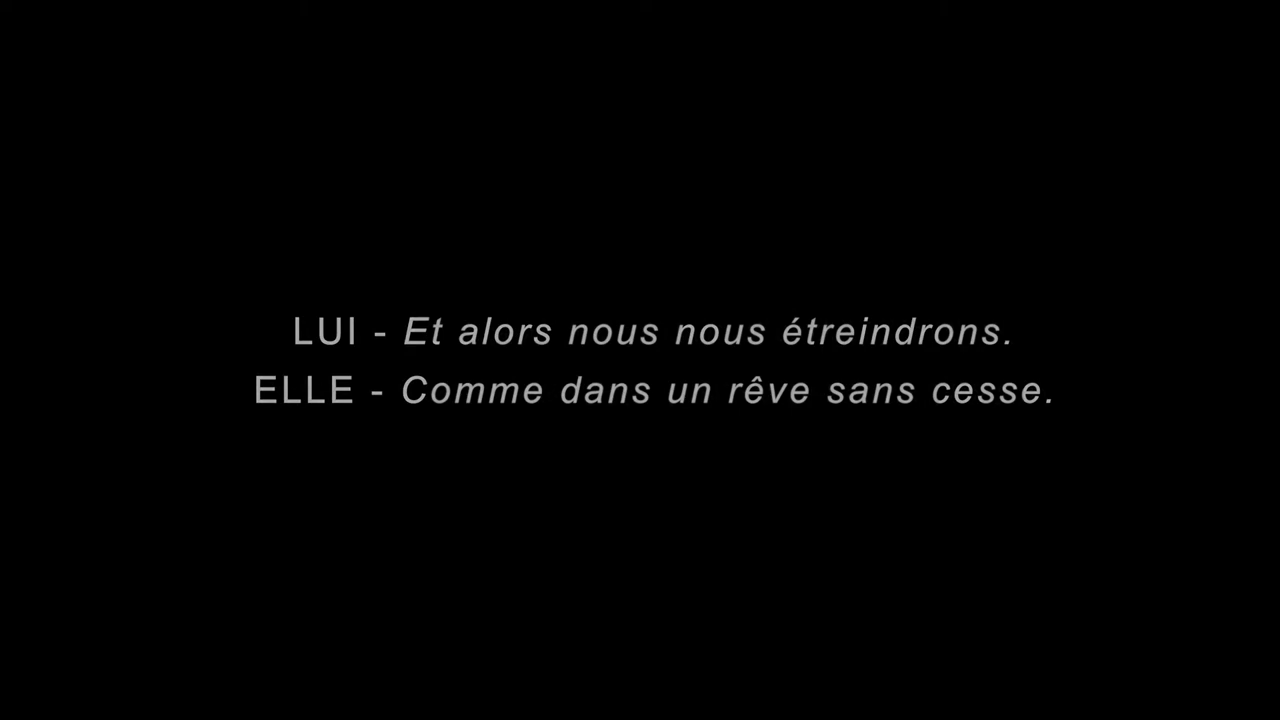 LUI - Et alors nous nous étreindrons.
ELLE - Comme dans un rêve sans cesse.